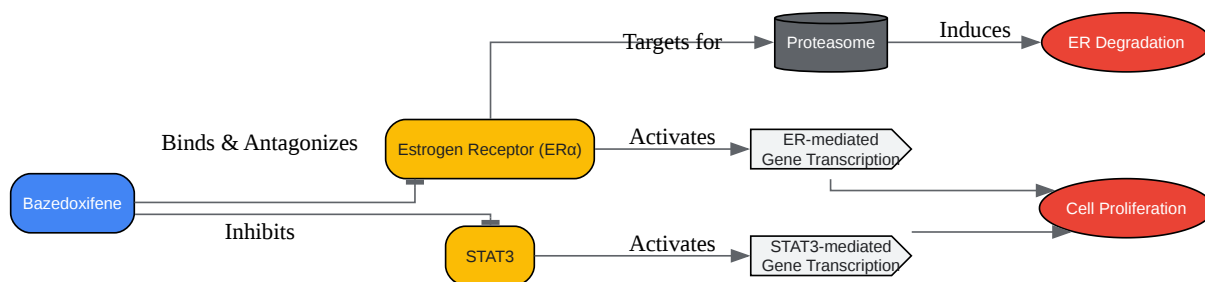 Targets for
Proteasome
Induces
ER Degradation
Binds & Antagonizes
Estrogen Receptor (ERα)
Activates
ER-mediated
Gene Transcription
Bazedoxifene
Inhibits
STAT3
Activates
STAT3-mediated
Gene Transcription
Cell Proliferation